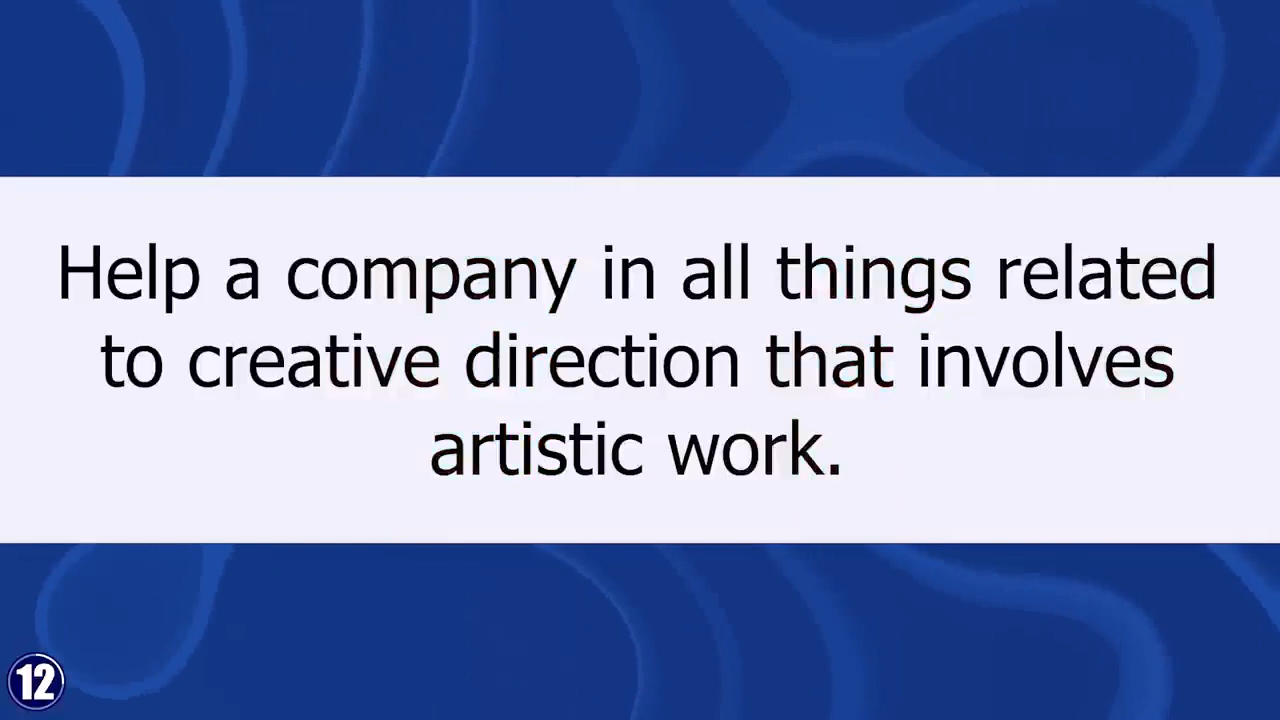 Help a company in all things related
to creative direction that involves
artistic work.
12